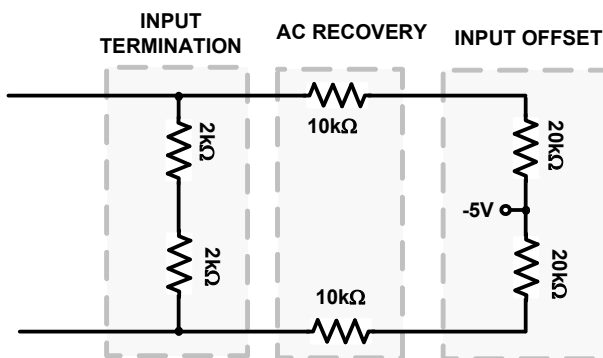 INPUT
TERMINATION
AC RECOVERY
INPUT OFFSET
2kΩ
10kΩ
20kΩ
-5V
2kΩ
10kΩ
20kΩ